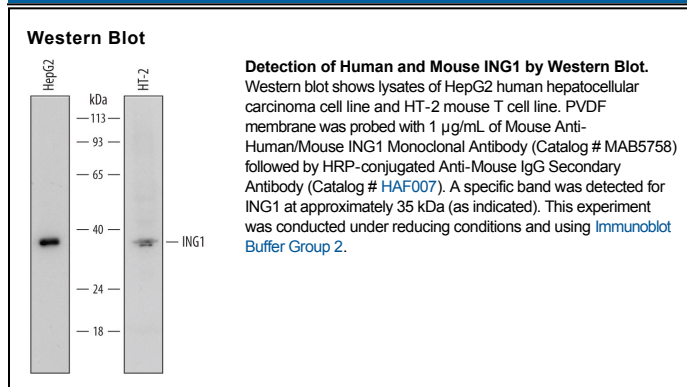 Western Blot
HepG2
HT-2
kDa
113
93
65
40
ING1
24
18
Detection of Human and Mouse ING1 by Western Blot.
Western blot shows lysates of HepG2 human hepatocellular
carcinoma cell line and HT-2 mouse T cell line. PVDF
membrane was probed with 1 µg/mL of Mouse Anti-
Human/Mouse ING1 Monoclonal Antibody (Catalog # MAB5758)
followed by HRP-conjugated Anti-Mouse IgG Secondary
Antibody (Catalog # HAF007). A specific band was detected for
ING1 at approximately 35 kDa (as indicated). This experiment
was conducted under reducing conditions and using Immunoblot
Buffer Group 2.